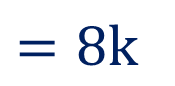 = 8k